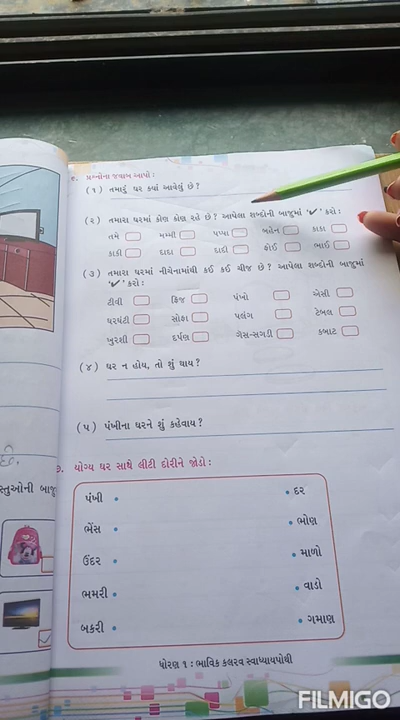 ૬. પ્રશ્નોના જવાબ આપો :
(૧) તમારું ઘર ક્યાં આવેલું છે?
(૨) તમારા ઘરમાં કોણ કોણ રહે છે? આપેલા શબ્દોની બાજુમાં '✔' કરો :
તમે મમ્મી પપ્પા બહેન કાકા
કાકી દાદા દાદી ફોઈ ભાઈ
(૩) તમારા ઘરમાં નીચેનામાંથી કઈ કઈ ચીજ છે? આપેલા શબ્દોની બાજુમાં
'✔' કરો :
ટીવી ફ્રિજ પંખો એસી
ઘરઘંટી સોફા પલંગ ટેબલ
ખુરશી દર્પણ ગૅસ-સગડી કબાટ
(૪) ઘર ન હોય, તો શું થાય?
(૫) પંખીના ઘરને શું કહેવાય?
છે.
સ્તુઓની બાજુ
૭. યોગ્ય ઘર સાથે લીટી દોરીને જોડો :
પંખી • • દર
ભેંસ • • ભોણ
ઉંદર • • માળો
ભમરી • • વાડો
બકરી • • ગમાણ
ધોરણ ૧ : ભાવિક કલરવ સ્વાધ્યાયપોથી
FILMIGO